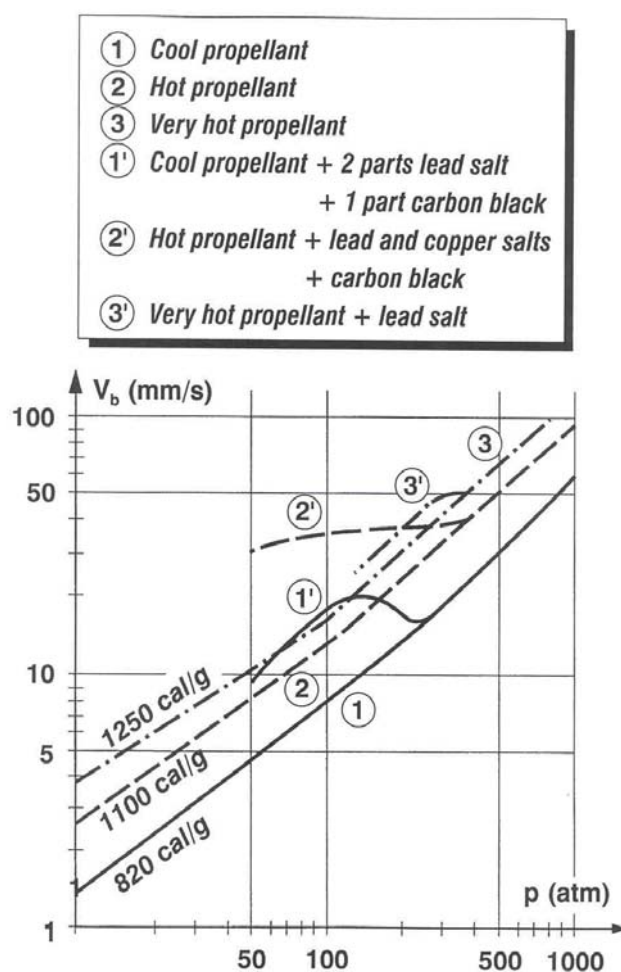 ① Cool propellant
② Hot propellant
③ Very hot propellant
①' Cool propellant + 2 parts lead salt
+ 1 part carbon black
②' Hot propellant + lead and copper salts
+ carbon black
③' Very hot propellant + lead salt
V_b (mm/s)
100
50
10
5
1
3
3'
2'
1'
2
1
1250 cal/g
1100 cal/g
820 cal/g
p (atm)
50
100
500
1000